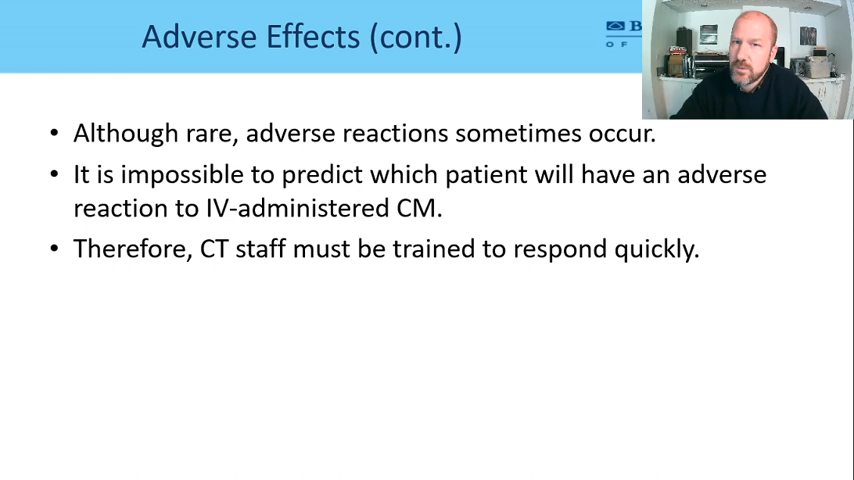 Adverse Effects (cont.)
B
O F
• Although rare, adverse reactions sometimes occur.
• It is impossible to predict which patient will have an adverse
reaction to IV-administered CM.
• Therefore, CT staff must be trained to respond quickly.